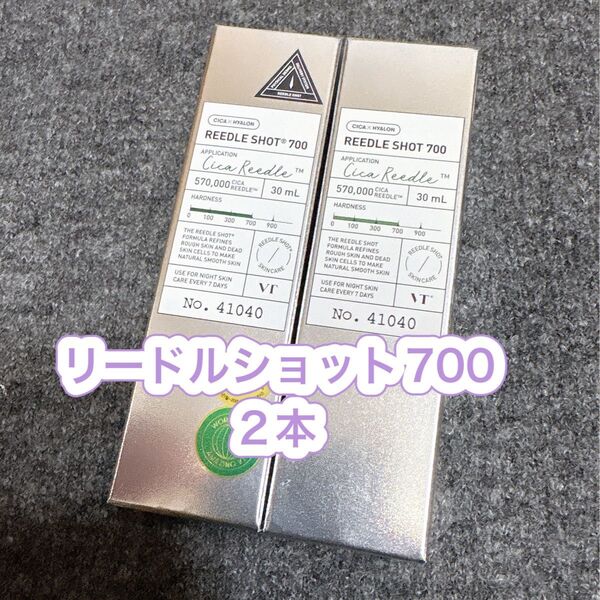 REEDLE SHOT
CICA × HYALON
REEDLE SHOT® 700
APPLICATION
Cica Reedle™
570,000 CICA REEDLE™ 30 mL
HARDNESS
0 100 300 700 900
THE REEDLE SHOT®
FORMULA REFINES
ROUGH SKIN AND DEAD
SKIN CELLS TO MAKE
NATURAL SMOOTH SKIN
REEDLE SHOT®
SKINCARE
USE FOR NIGHT SKIN
CARE EVERY 7 DAYS
VT
No. 41040
CICA × HYALON
REEDLE SHOT 700
APPLICATION
Cica Reedle™
570,000 CICA REEDLE™ 30 mL
HARDNESS
0 100 300 700 900
THE REEDLE SHOT
FORMULA REFINES
ROUGH SKIN AND DEAD
SKIN CELLS TO MAKE
NATURAL SMOOTH SKIN
REEDLE SHOT
SKINCARE
USE FOR NIGHT SKIN
CARE EVERY 7 DAYS
VT®
No. 41040
リードルショット700
2本